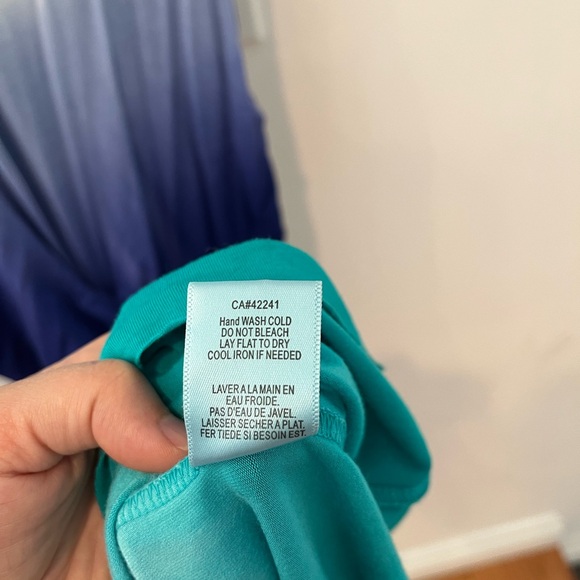 CA#42241
Hand WASH COLD
DO NOT BLEACH
LAY FLAT TO DRY
COOL IRON IF NEEDED
LAVER A LA MAIN EN
EAU FROIDE.
PAS D'EAU DE JAVEL.
LAISSER SECHER A PLAT.
FER TIEDE SI BESOIN EST.